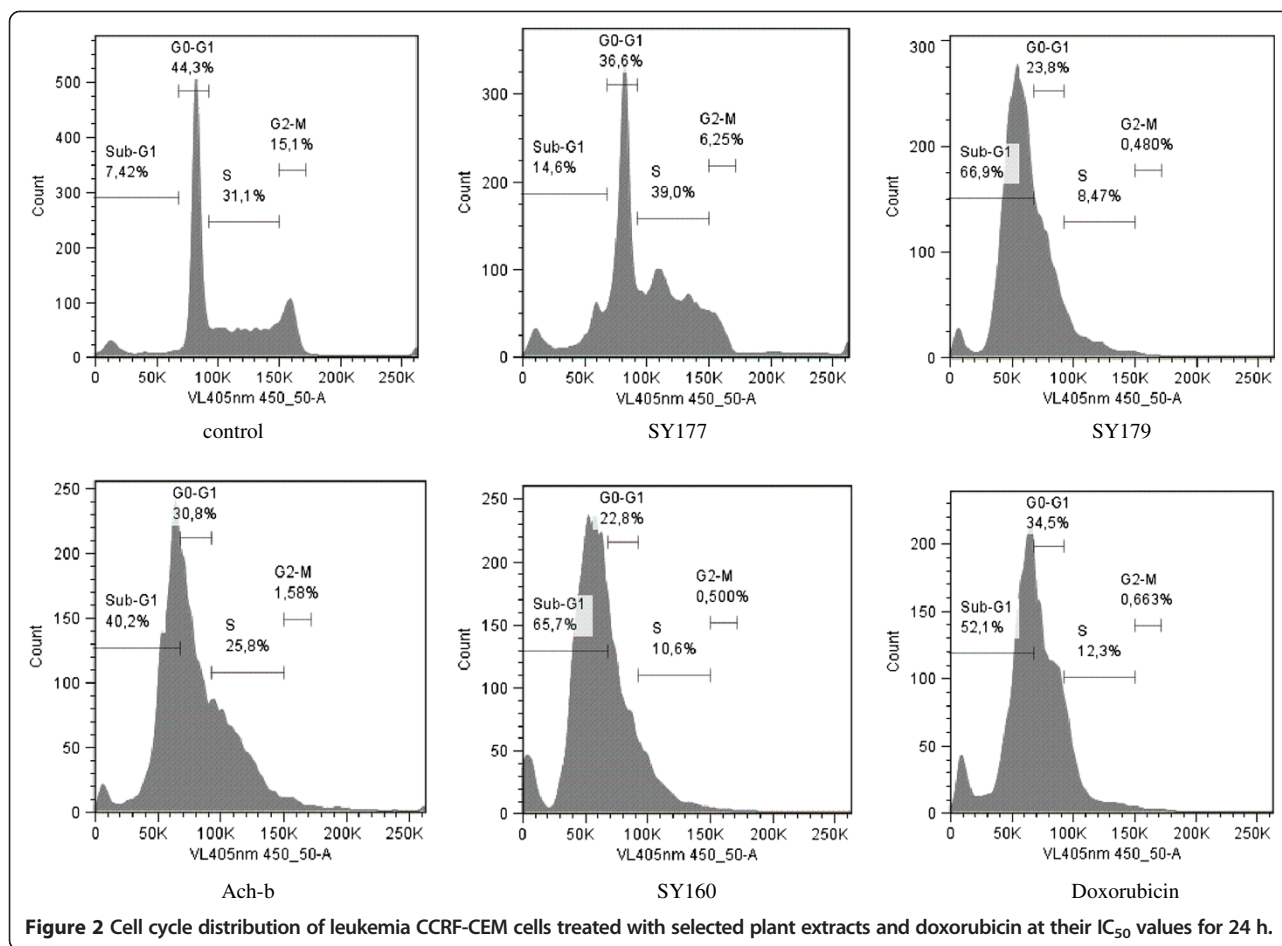 G0-G1
44,3%
500
400
300
200
100
0
Count
Sub-G1
7,42%
S
31,1%
G2-M
15,1%
0 50K 100K 150K 200K 250K
VL405nm 450_50-A
control
G0-G1
36,6%
300
200
100
0
Count
Sub-G1
14,6%
S
39,0%
G2-M
6,25%
0 50K 100K 150K 200K 250K
VL405nm 450_50-A
SY177
G0-G1
23,8%
300
200
100
0
Count
Sub-G1
66,9%
S
8,47%
G2-M
0,480%
0 50K 100K 150K 200K 250K
VL405nm 450_50-A
SY179
G0-G1
30,8%
250
200
150
100
50
0
Count
Sub-G1
40,2%
S
25,8%
G2-M
1,58%
0 50K 100K 150K 200K 250K
VL405nm 450_50-A
Ach-b
G0-G1
22,8%
250
200
150
100
50
0
Count
Sub-G1
65,7%
S
10,6%
G2-M
0,500%
0 50K 100K 150K 200K 250K
VL405nm 450_50-A
SY160
G0-G1
34,5%
250
200
150
100
50
0
Count
Sub-G1
52,1%
S
12,3%
G2-M
0,663%
0 50K 100K 150K 200K 250K
VL405nm 450_50-A
Doxorubicin
Figure 2 Cell cycle distribution of leukemia CCRF-CEM cells treated with selected plant extracts and doxorubicin at their IC50 values for 24 h.